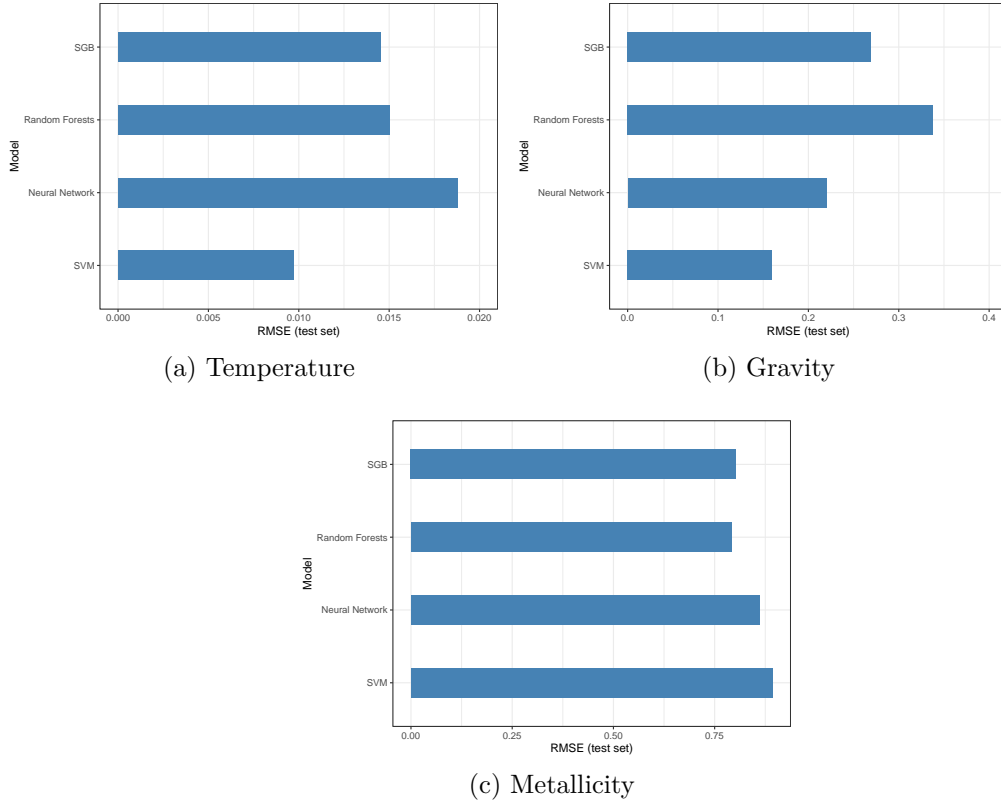 SGB
Random Forests
Neural Network
SVM
Model
0.000 0.005 0.010 0.015 0.020
RMSE (test set)
(a) Temperature
SGB
Random Forests
Neural Network
SVM
Model
0.0 0.1 0.2 0.3 0.4
RMSE (test set)
(b) Gravity
SGB
Random Forests
Neural Network
SVM
Model
0.00 0.25 0.50 0.75
RMSE (test set)
(c) Metallicity